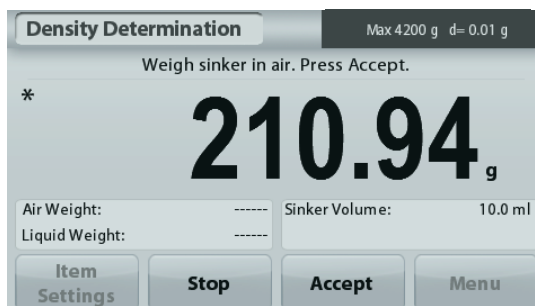 Density Determination
Max 4200 g d= 0.01 g
Weigh sinker in air. Press Accept.
*
210.94 g
Air Weight: ------
Liquid Weight: ------
Sinker Volume: 10.0 ml
Item
Settings
Stop
Accept
Menu